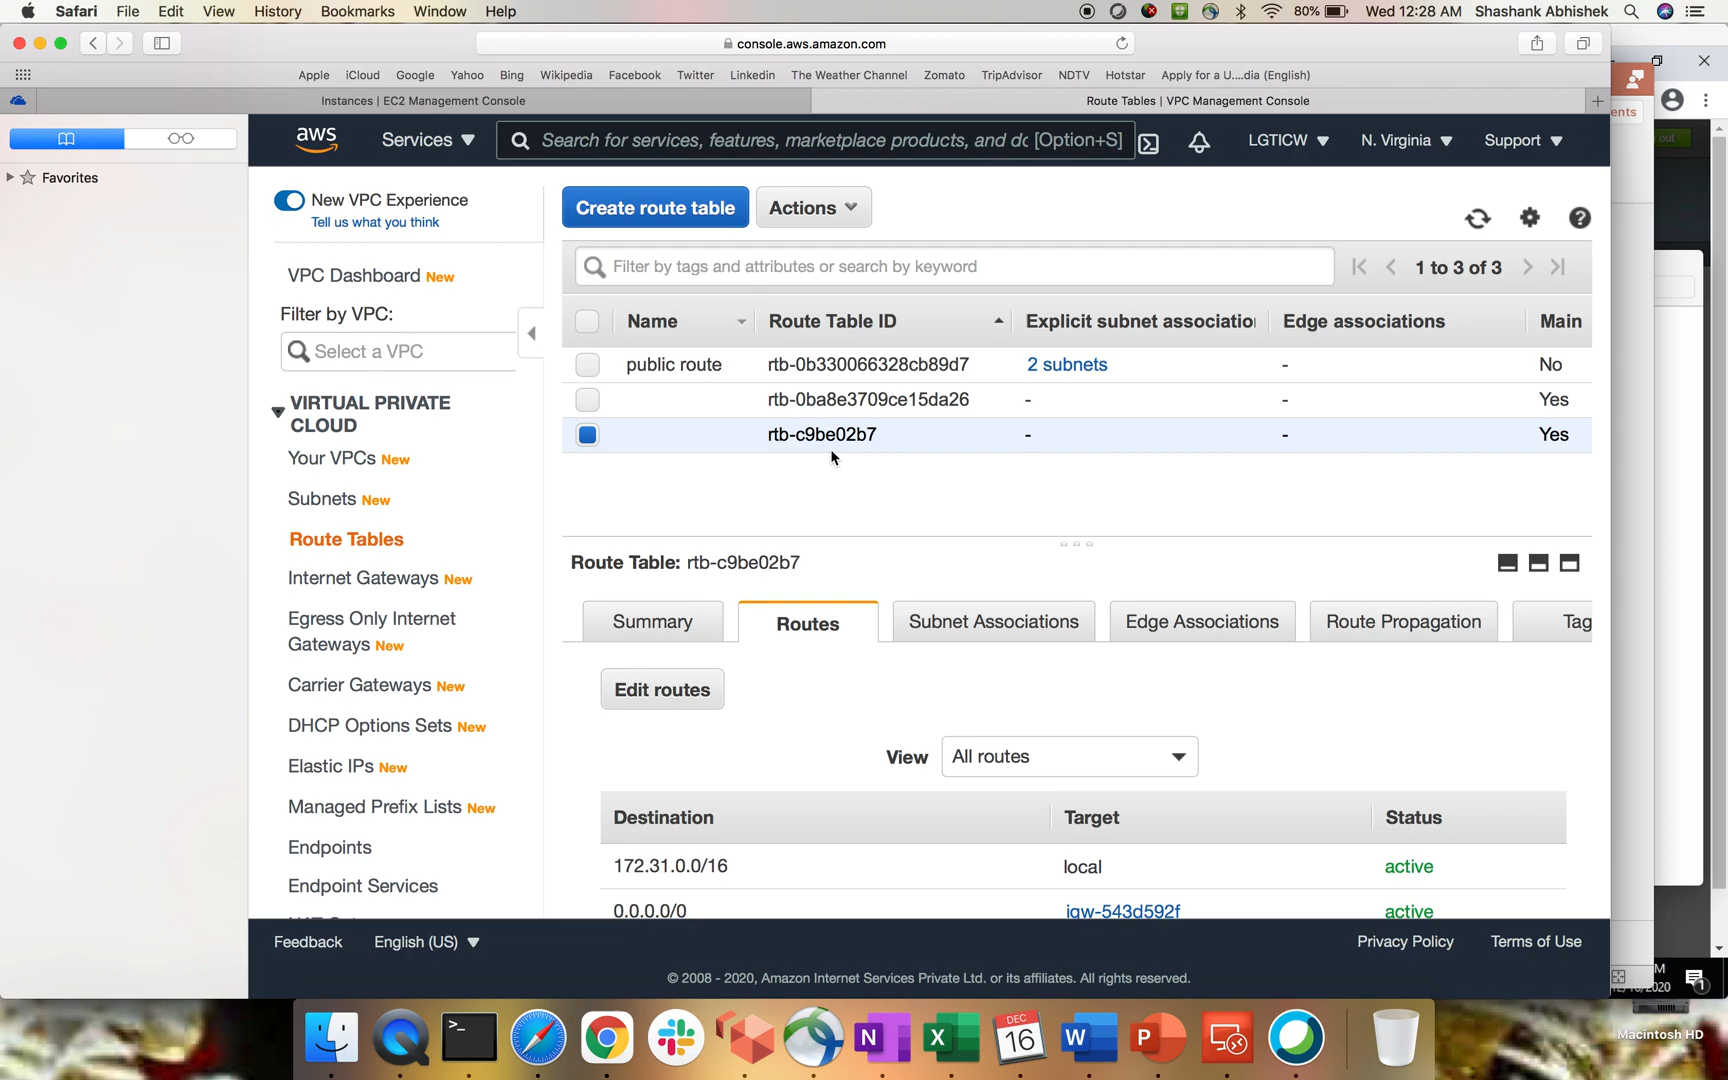 Safari File Edit View History Bookmarks Window Help 80% Wed 12:28 AM Shashank Abhishek
console.aws.amazon.com
Apple iCloud Google Yahoo Bing Wikipedia Facebook Twitter Linkedin The Weather Channel Zomato TripAdvisor NDTV Hotstar Apply for a U....dia (English)
Instances | EC2 Management Console Route Tables | VPC Management Console
ents
out
Favorites
aws Services Search for services, features, marketplace products, and dc [Option+S] LGTICW N. Virginia Support
New VPC Experience
Tell us what you think
VPC Dashboard New
Filter by VPC:
Select a VPC
VIRTUAL PRIVATE
CLOUD
Your VPCs New
Subnets New
Route Tables
Internet Gateways New
Egress Only Internet
Gateways New
Carrier Gateways New
DHCP Options Sets New
Elastic IPs New
Managed Prefix Lists New
Endpoints
Endpoint Services
Create route table Actions
Filter by tags and attributes or search by keyword 1 to 3 of 3
Name Route Table ID Explicit subnet associatio Edge associations Main
public route rtb-0b330066328cb89d7 2 subnets - No
rtb-0ba8e3709ce15da26 - - Yes
rtb-c9be02b7 - - Yes
Route Table: rtb-c9be02b7
Summary Routes Subnet Associations Edge Associations Route Propagation Tag
Edit routes
View All routes
Destination Target Status
172.31.0.0/16 local active
0.0.0.0/0 igw-543d592f active
Feedback English (US) Privacy Policy Terms of Use
© 2008 - 2020, Amazon Internet Services Private Ltd. or its affiliates. All rights reserved.
M
/2020 1
>_ N X DEC 16 W P
Macintosh HD